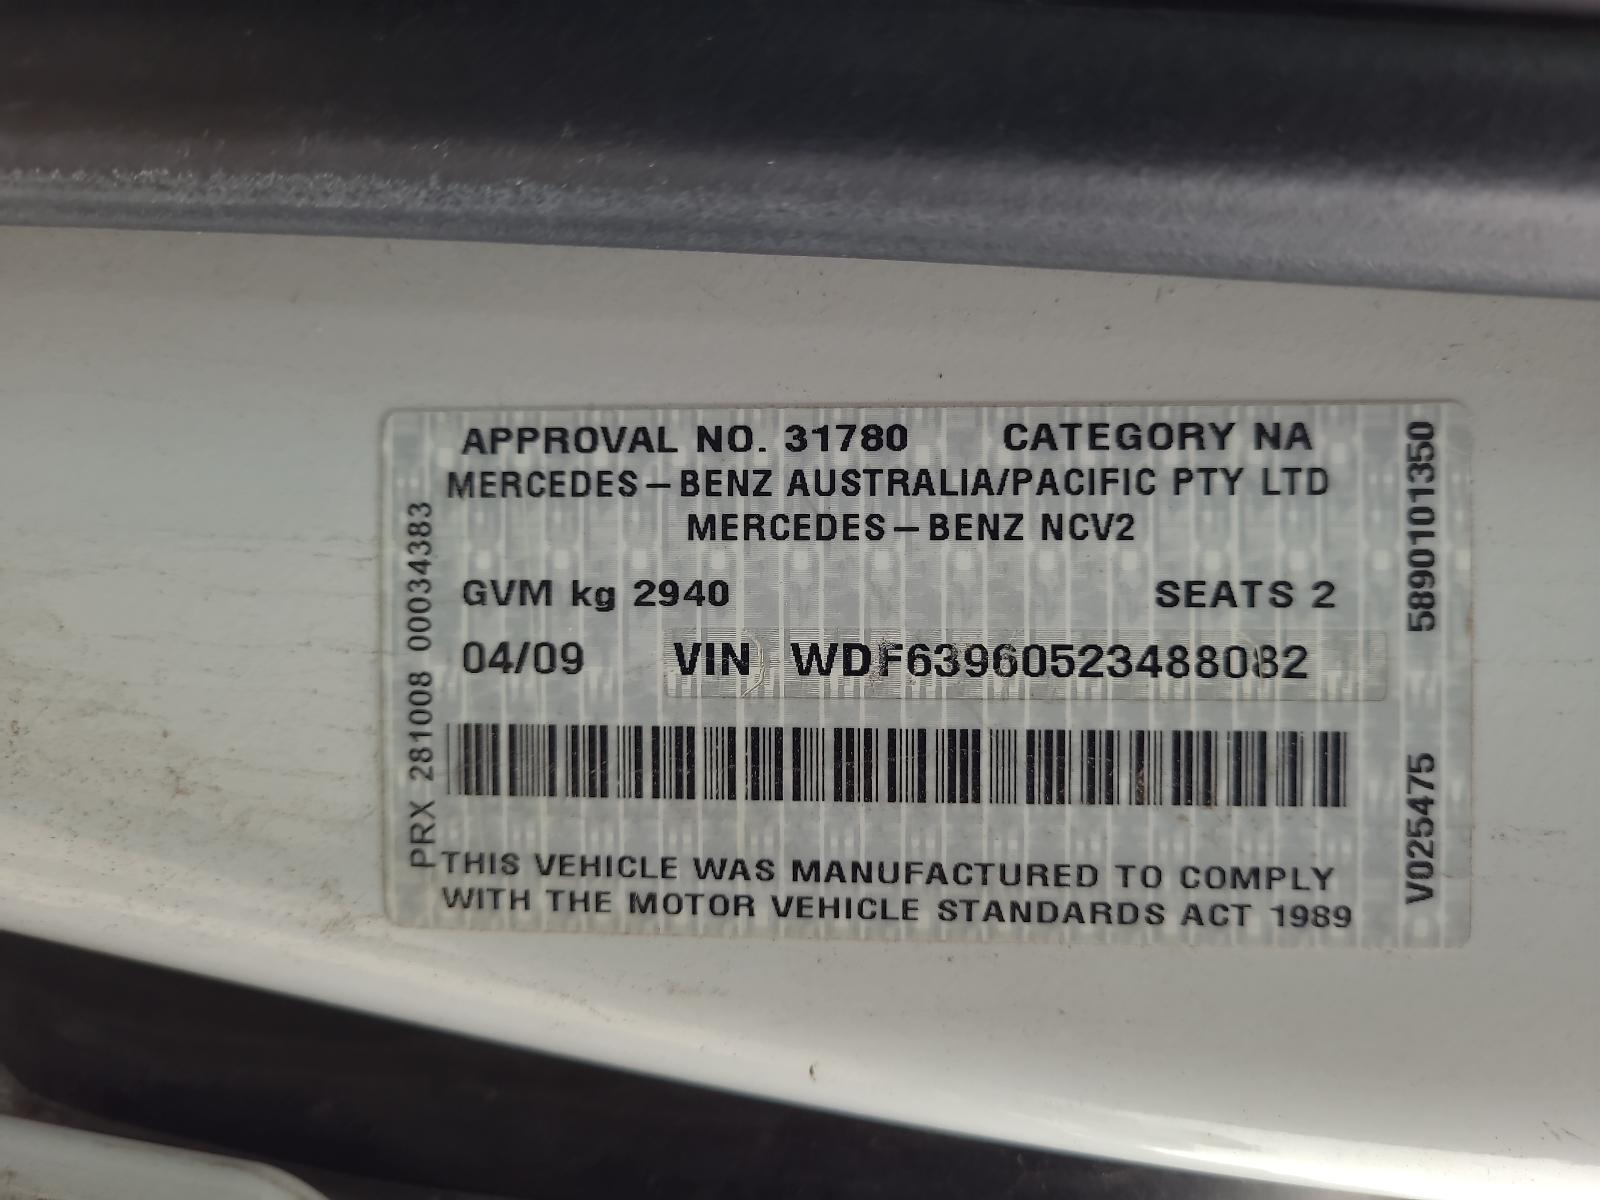 APPROVAL NO. 31780 CATEGORY NA
MERCEDES-BENZ AUSTRALIA/PACIFIC PTY LTD
MERCEDES-BENZ NCV2
GVM kg 2940 SEATS 2
04/09 VIN WDF63960523488082
THIS VEHICLE WAS MANUFACTURED TO COMPLY
WITH THE MOTOR VEHICLE STANDARDS ACT 1989
PRX 281008 00034383
V025475 589010135​0